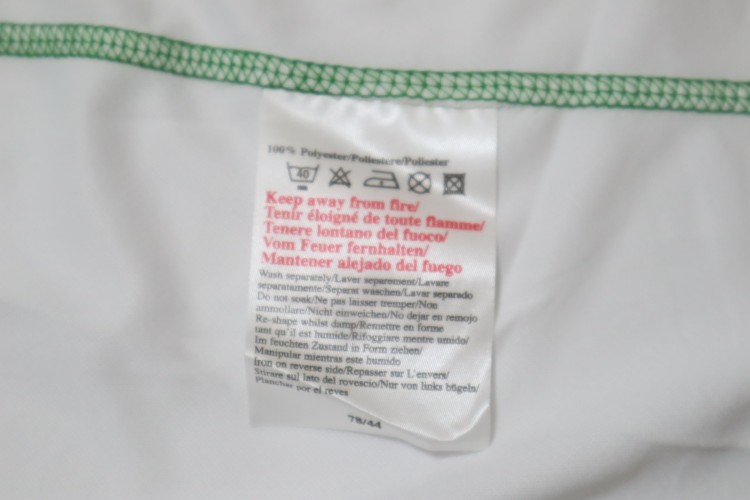 100% Polyester/Poliestere/Poliester
40
Keep away from fire/
Tenir éloigné de toute flamme/
Tenere lontano del fuoco/
Vom Feuer fernhalten/
Mantener alejado del fuego
Wash separately/Laver separement/Lavare
separatamente/Separat waschen/Lavar separado
Do not soak/Ne pas laisser tremper/Non
ammollare/Nicht einweichen/No dejar en remojo
Re-shape whilst damp/Remettre en forme
tant qu'il est humide/Rifoggiare mentre umido/
Im feuchten Zustand in Form ziehen/
Manipular mientras este humido
Iron on reverse side/Repasser sur L'envers/
Stirare sul lato del rovescio/Nur von links bügeln/
Planchar por el reves
78/44